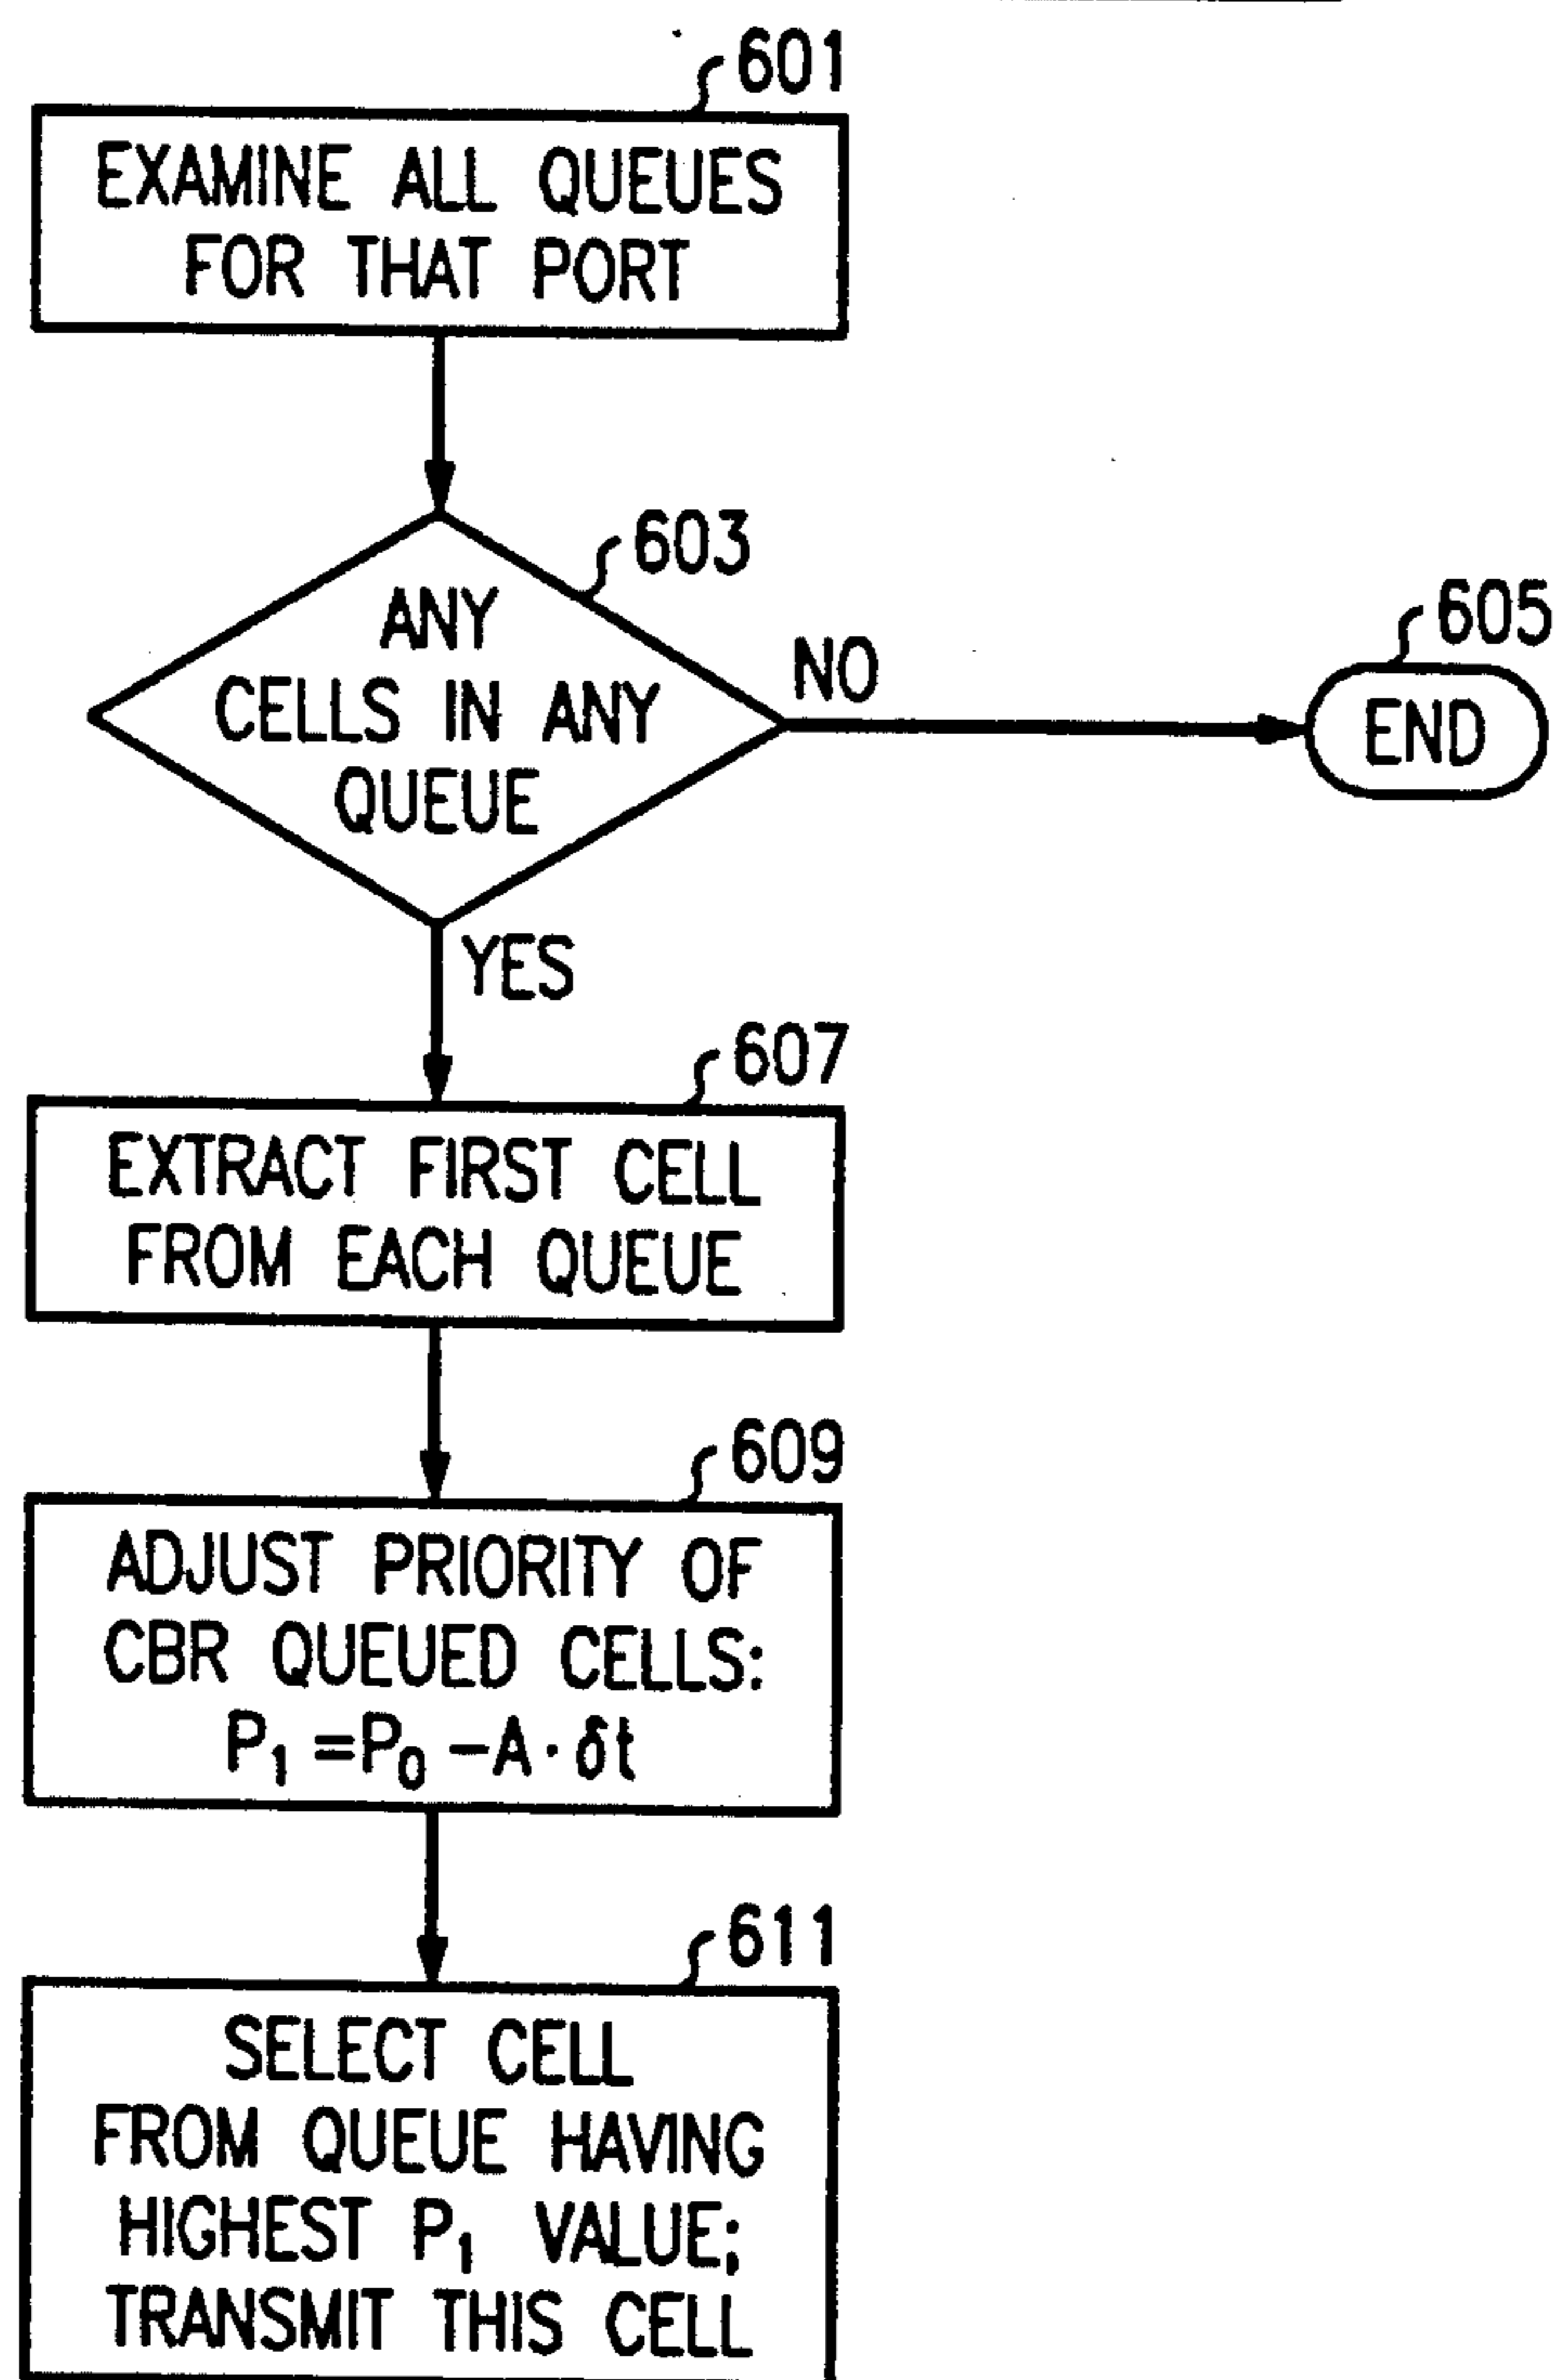 601
EXAMINE ALL QUEUES
FOR THAT PORT
603
ANY
CELLS IN ANY
QUEUE
NO
605
END
YES
607
EXTRACT FIRST CELL
FROM EACH QUEUE
609
ADJUST PRIORITY OF
CBR QUEUED CELLS:
P₁ = P₀ – A · δt
611
SELECT CELL
FROM QUEUE HAVING
HIGHEST P₁ VALUE;
TRANSMIT THIS CELL